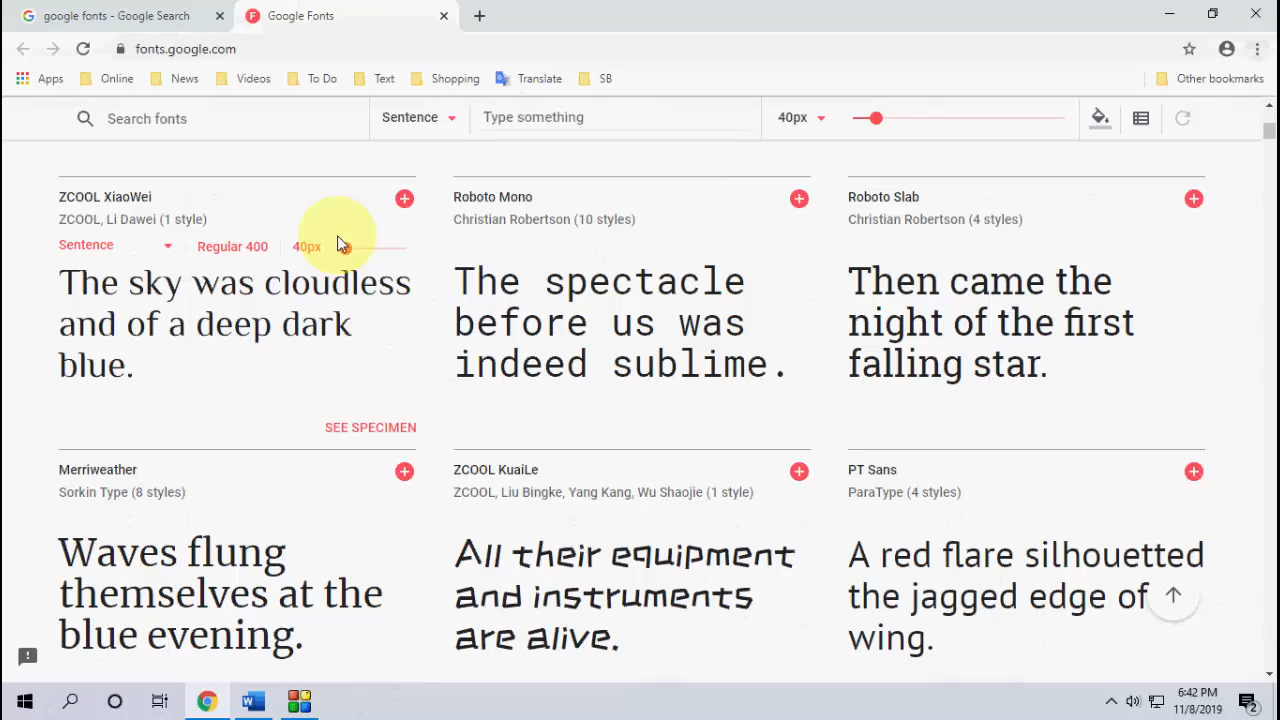 google fonts - Google Search
Google Fonts
fonts.google.com
Apps
Online
News
Videos
To Do
Text
Shopping
Translate
SB
Other bookmarks
Search fonts
Sentence
Type something
40px
ZCOOL XiaoWei
ZCOOL, Li Dawei (1 style)
Sentence
Regular 400
40px
The sky was cloudless
and of a deep dark
blue.
SEE SPECIMEN
Roboto Mono
Christian Robertson (10 styles)
The spectacle
before us was
indeed sublime.
Roboto Slab
Christian Robertson (4 styles)
Then came the
night of the first
falling star.
Merriweather
Sorkin Type (8 styles)
Waves flung
themselves at the
blue evening.
ZCOOL KuaiLe
ZCOOL, Liu Bingke, Yang Kang, Wu Shaojie (1 style)
All their equipment
and instruments
are alive.
PT Sans
ParaType (4 styles)
A red flare silhouetted
the jagged edge of
wing.
6:42 PM
11/8/2019
2